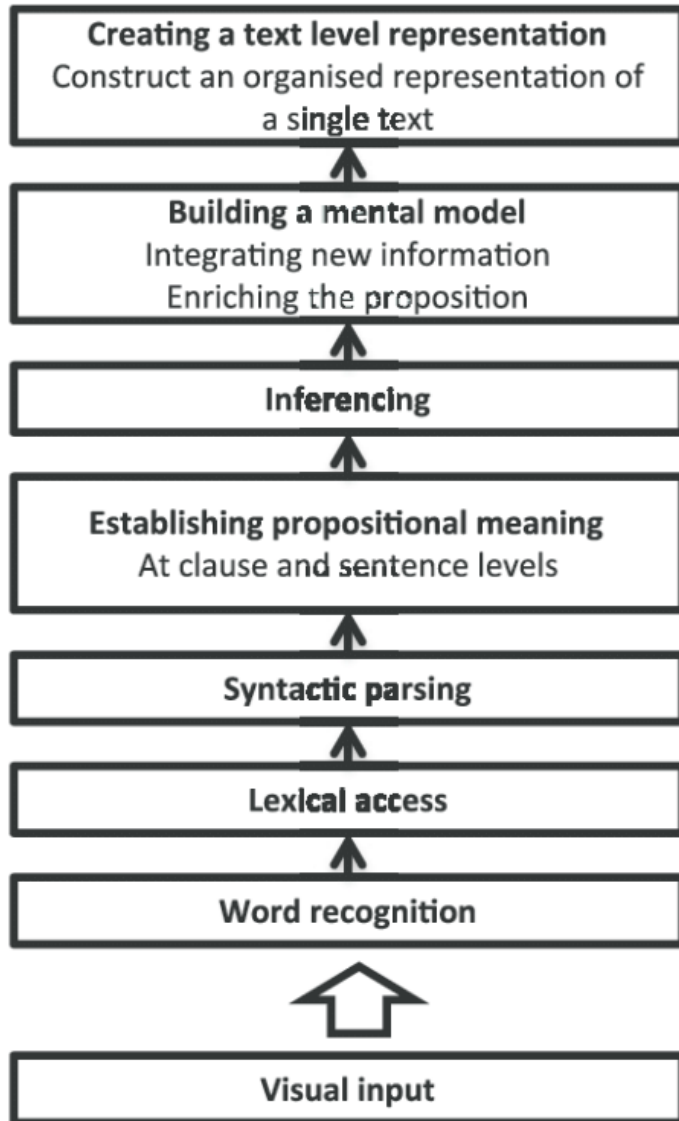 Creating a text level representation
Construct an organised representation of
a single text
Building a mental model
Integrating new information
Enriching the proposition
Inferencing
Establishing propositional meaning
At clause and sentence levels
Syntactic parsing
Lexical access
Word recognition
Visual input